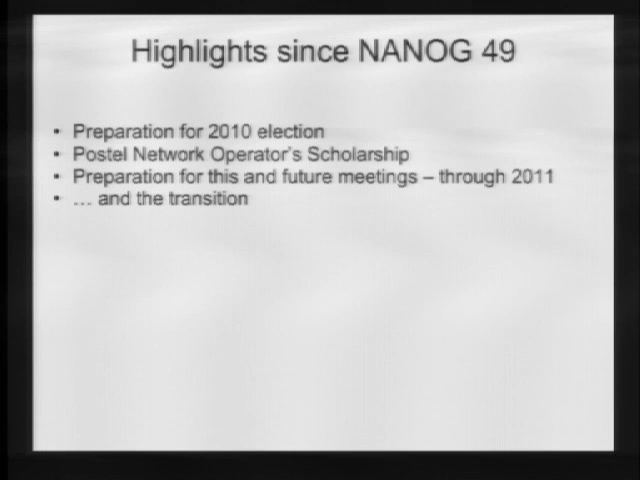 Highlights since NANOG 49
• Preparation for 2010 election
• Postel Network Operator's Scholarship
• Preparation for this and future meetings – through 2011
• ... and the transition